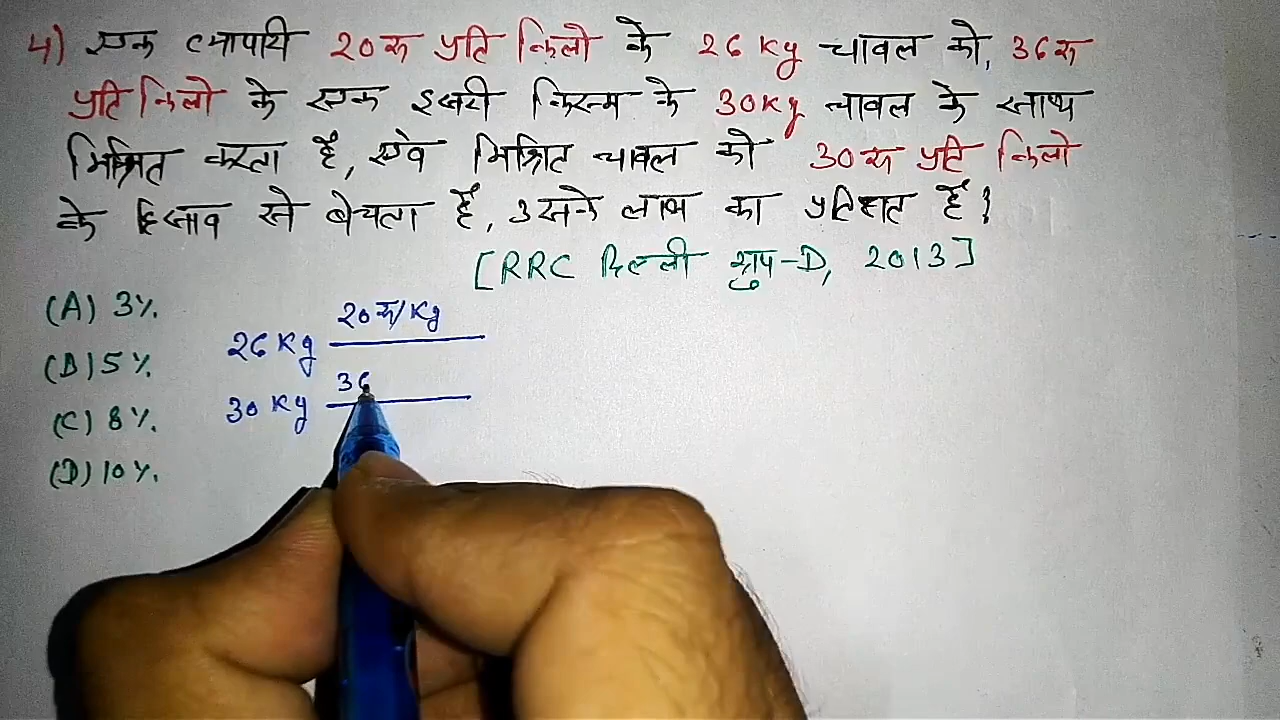 4) एक व्यापारी 20रू प्रति किलो के 26 Kg चावल को, 36रू
प्रति किलो के एक दूसरी किस्म के 30Kg चावल के साथ
मिश्रित करता है, एवं मिश्रित चावल को 30रू प्रति किलो
के हिसाब से बेचता है, उसके लाभ का प्रतिशत है?
[RRC दिल्ली ग्रुप-D, 2013]
(A) 3%.
(B) 5%.
(C) 8%.
(D) 10%.
26 Kg 20रू/Kg
30 Kg 36